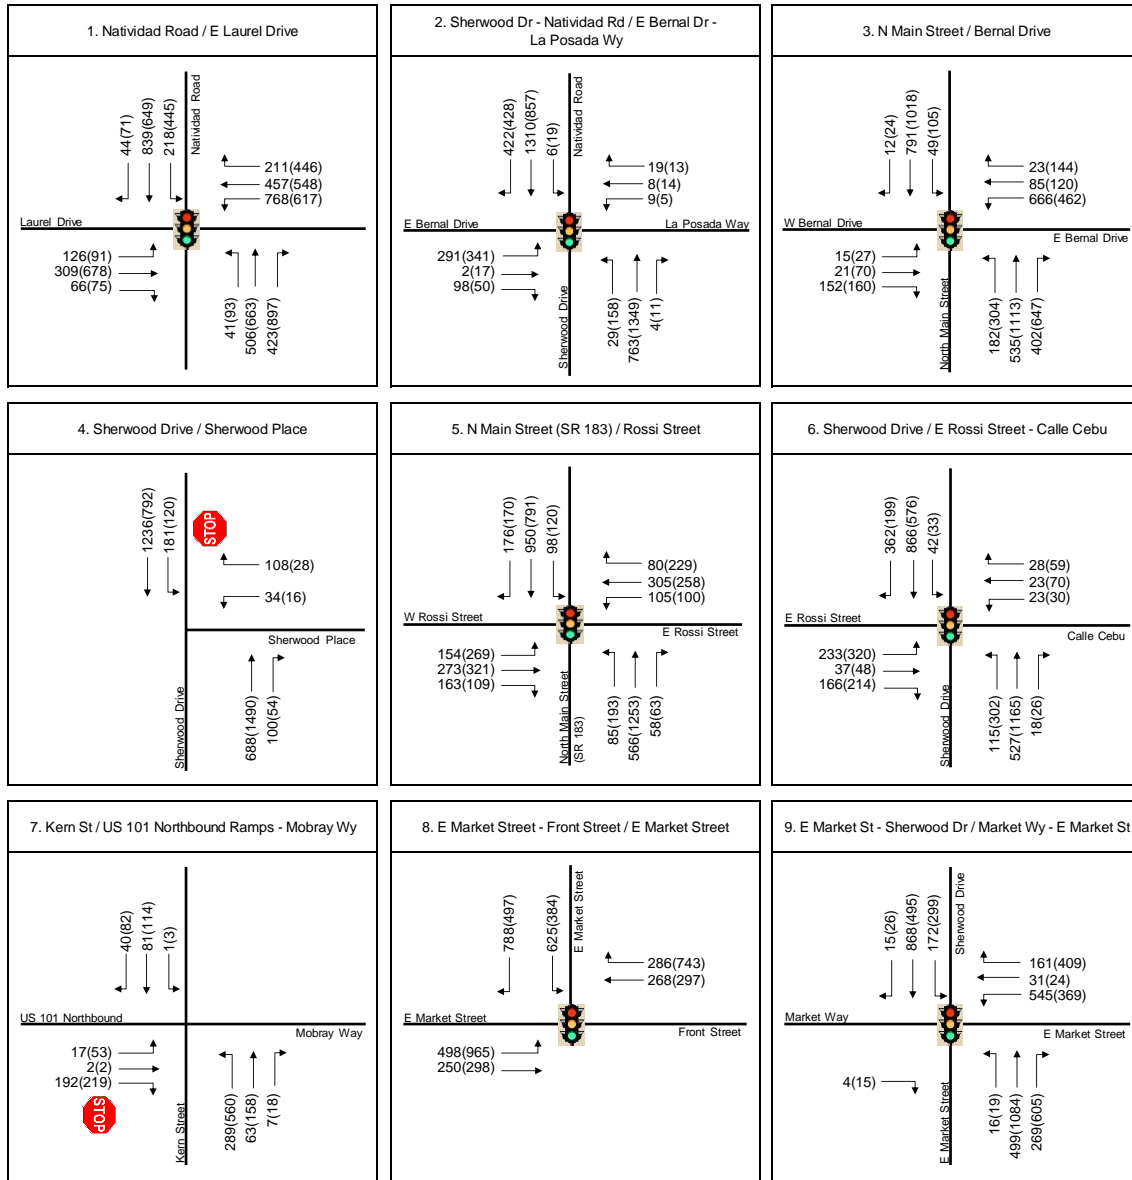 1. Natividad Road / E Laurel Drive
44(71)
839(649)
218(445)
Natividad Road
211(446)
457(548)
768(617)
Laurel Drive
126(91)
309(678)
66(75)
41(93)
506(663)
423(897)
2. Sherwood Dr - Natividad Rd / E Bernal Dr -
La Posada Wy
422(428)
1310(857)
6(19)
Natividad Road
19(13)
8(14)
9(5)
E Bernal Drive
La Posada Way
291(341)
2(17)
98(50)
Sherwood Drive
29(158)
763(1349)
4(11)
3. N Main Street / Bernal Drive
12(24)
791(1018)
49(105)
23(144)
85(120)
666(462)
W Bernal Drive
E Bernal Drive
15(27)
21(70)
152(160)
North Main Street
182(304)
535(1113)
402(647)
4. Sherwood Drive / Sherwood Place
1236(792)
181(120)
STOP
108(28)
34(16)
Sherwood Place
Sherwood Drive
688(1490)
100(54)
5. N Main Street (SR 183) / Rossi Street
176(170)
950(791)
98(120)
80(229)
305(258)
105(100)
W Rossi Street
E Rossi Street
154(269)
273(321)
163(109)
North Main Street
(SR 183)
85(193)
566(1253)
58(63)
6. Sherwood Drive / E Rossi Street - Calle Cebu
362(199)
866(576)
42(33)
28(59)
23(70)
23(30)
E Rossi Street
Calle Cebu
233(320)
37(48)
166(214)
Sherwood Drive
115(302)
527(1165)
18(26)
7. Kern St / US 101 Northbound Ramps - Mobray Wy
40(82)
81(114)
1(3)
US 101 Northbound
Mobray Way
17(53)
2(2)
192(219)
STOP
Kern Street
289(560)
63(158)
7(18)
8. E Market Street - Front Street / E Market Street
788(497)
625(384)
E Market Street
286(743)
268(297)
E Market Street
Front Street
498(965)
250(298)
9. E Market St - Sherwood Dr / Market Wy - E Market St
15(26)
868(495)
172(299)
Sherwood Drive
161(409)
31(24)
545(369)
Market Way
E Market Street
4(15)
E Market Street
16(19)
499(1084)
269(605)